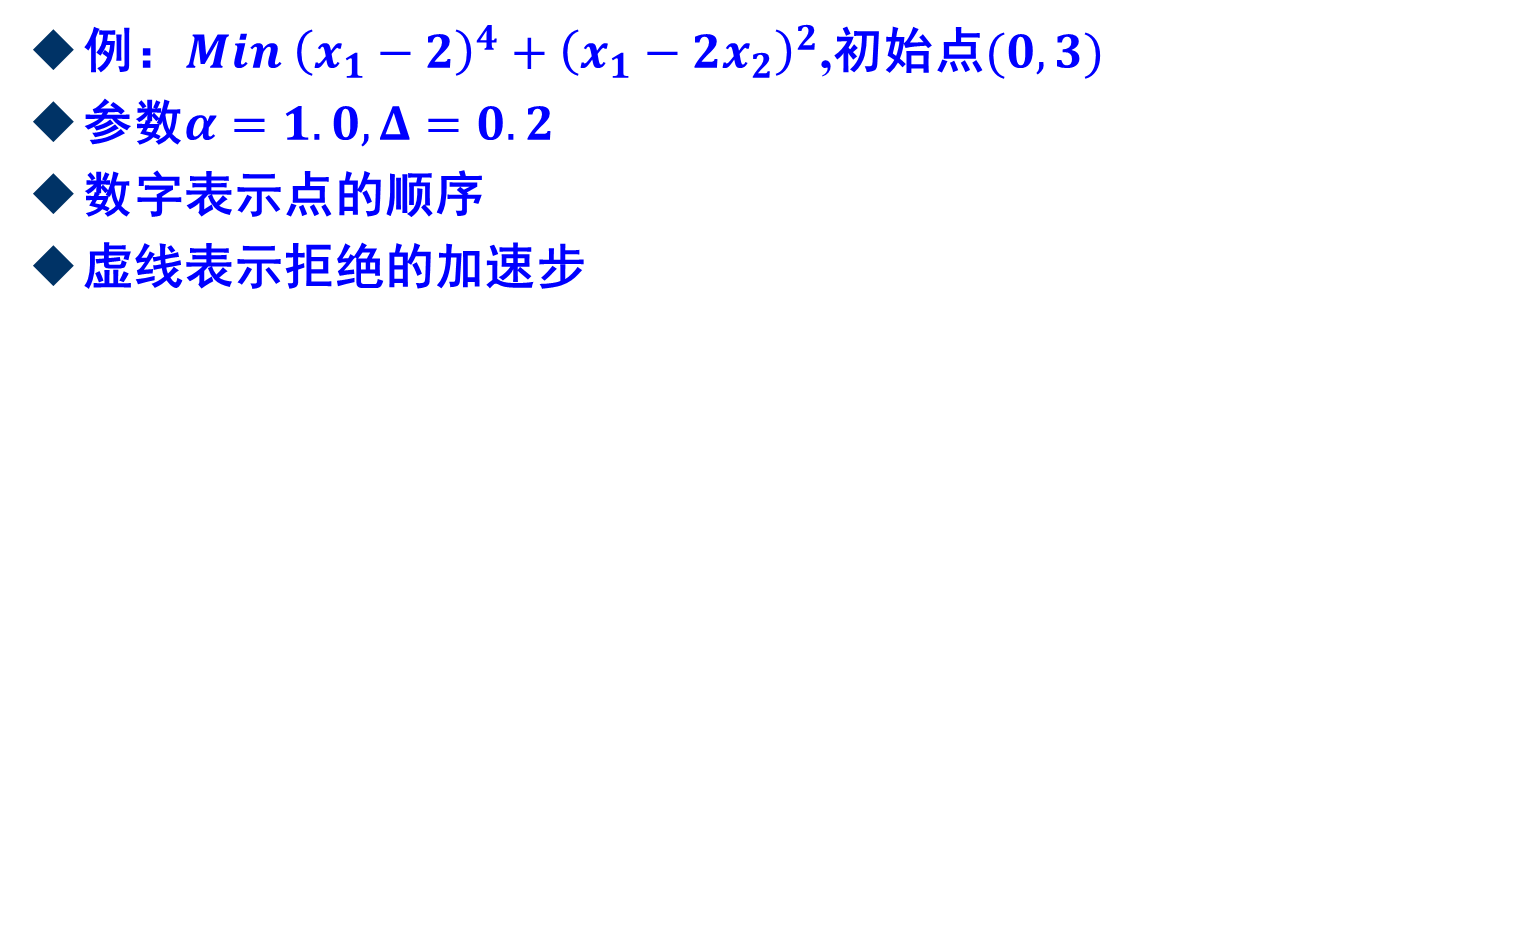 ◆例：Min (x₁ − 2)⁴ + (x₁ − 2x₂)²,初始点(0,3)
◆参数α = 1.0,Δ = 0.2
◆数字表示点的顺序
◆虚线表示拒绝的加速步